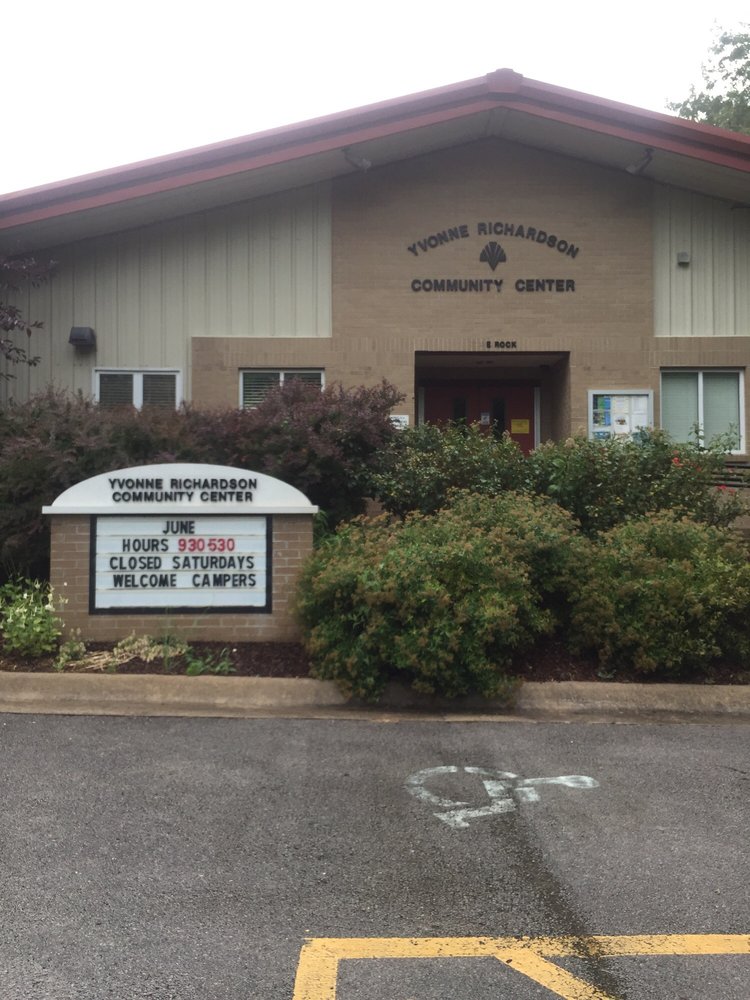 YVONNE RICHARDSON
COMMUNITY CENTER
E ROCK
YVONNE RICHARDSON
COMMUNITY CENTER
JUNE
HOURS 930-530
CLOSED SATURDAYS
WELCOME CAMPERS